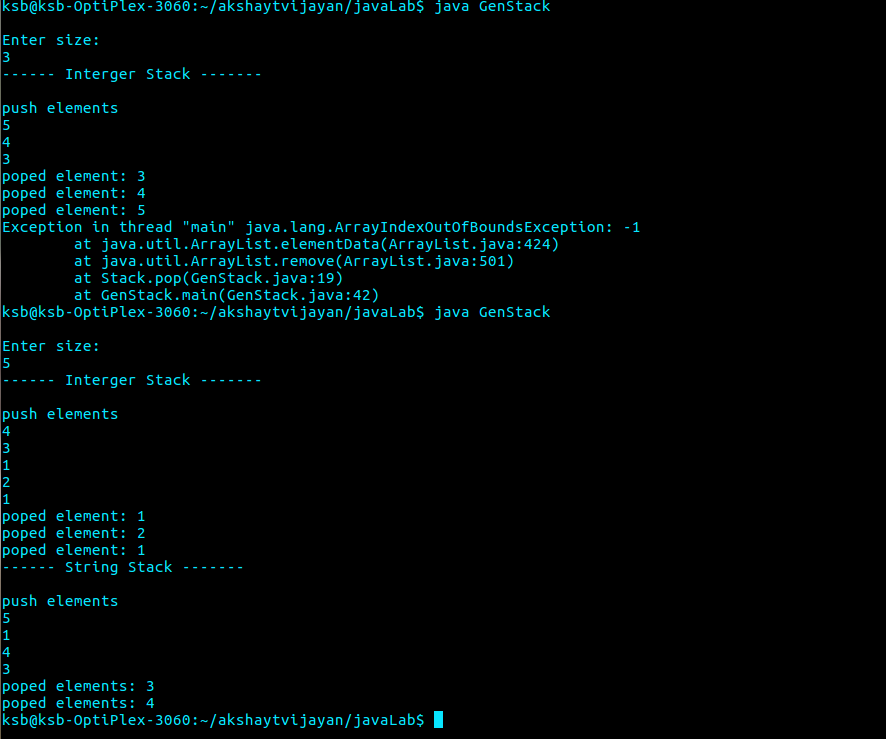 ksb@ksb-OptiPlex-3060:~/akshaytvijayan/javaLab$ java GenStack
Enter size:
3
------ Interger Stack -------
push elements
5
4
3
poped element: 3
poped element: 4
poped element: 5
Exception in thread "main" java.lang.ArrayIndexOutOfBoundsException: -1
        at java.util.ArrayList.elementData(ArrayList.java:424)
        at java.util.ArrayList.remove(ArrayList.java:501)
        at Stack.pop(GenStack.java:19)
        at GenStack.main(GenStack.java:42)
ksb@ksb-OptiPlex-3060:~/akshaytvijayan/javaLab$ java GenStack
Enter size:
5
------ Interger Stack -------
push elements
4
3
1
2
1
poped element: 1
poped element: 2
poped element: 1
------ String Stack -------
push elements
5
1
4
3
poped elements: 3
poped elements: 4
ksb@ksb-OptiPlex-3060:~/akshaytvijayan/javaLab$